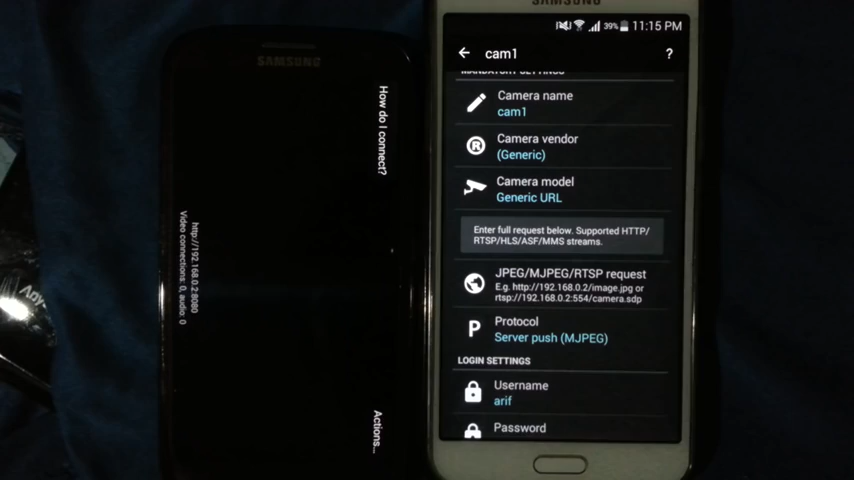 SAMSUNG
How do I connect?
http://192.168.0.2:8080
Video connections: 0, audio: 0
Actions...
SAMSUNG
39% 11:15 PM
cam1
?
MANDATORY SETTINGS
Camera name
cam1
Camera vendor
(Generic)
Camera model
Generic URL
Enter full request below. Supported HTTP/
RTSP/HLS/ASF/MMS streams.
JPEG/MJPEG/RTSP request
E.g. http://192.168.0.2/image.jpg or
rtsp://192.168.0.2:554/camera.sdp
P
Protocol
Server push (MJPEG)
LOGIN SETTINGS
Username
arif
Password